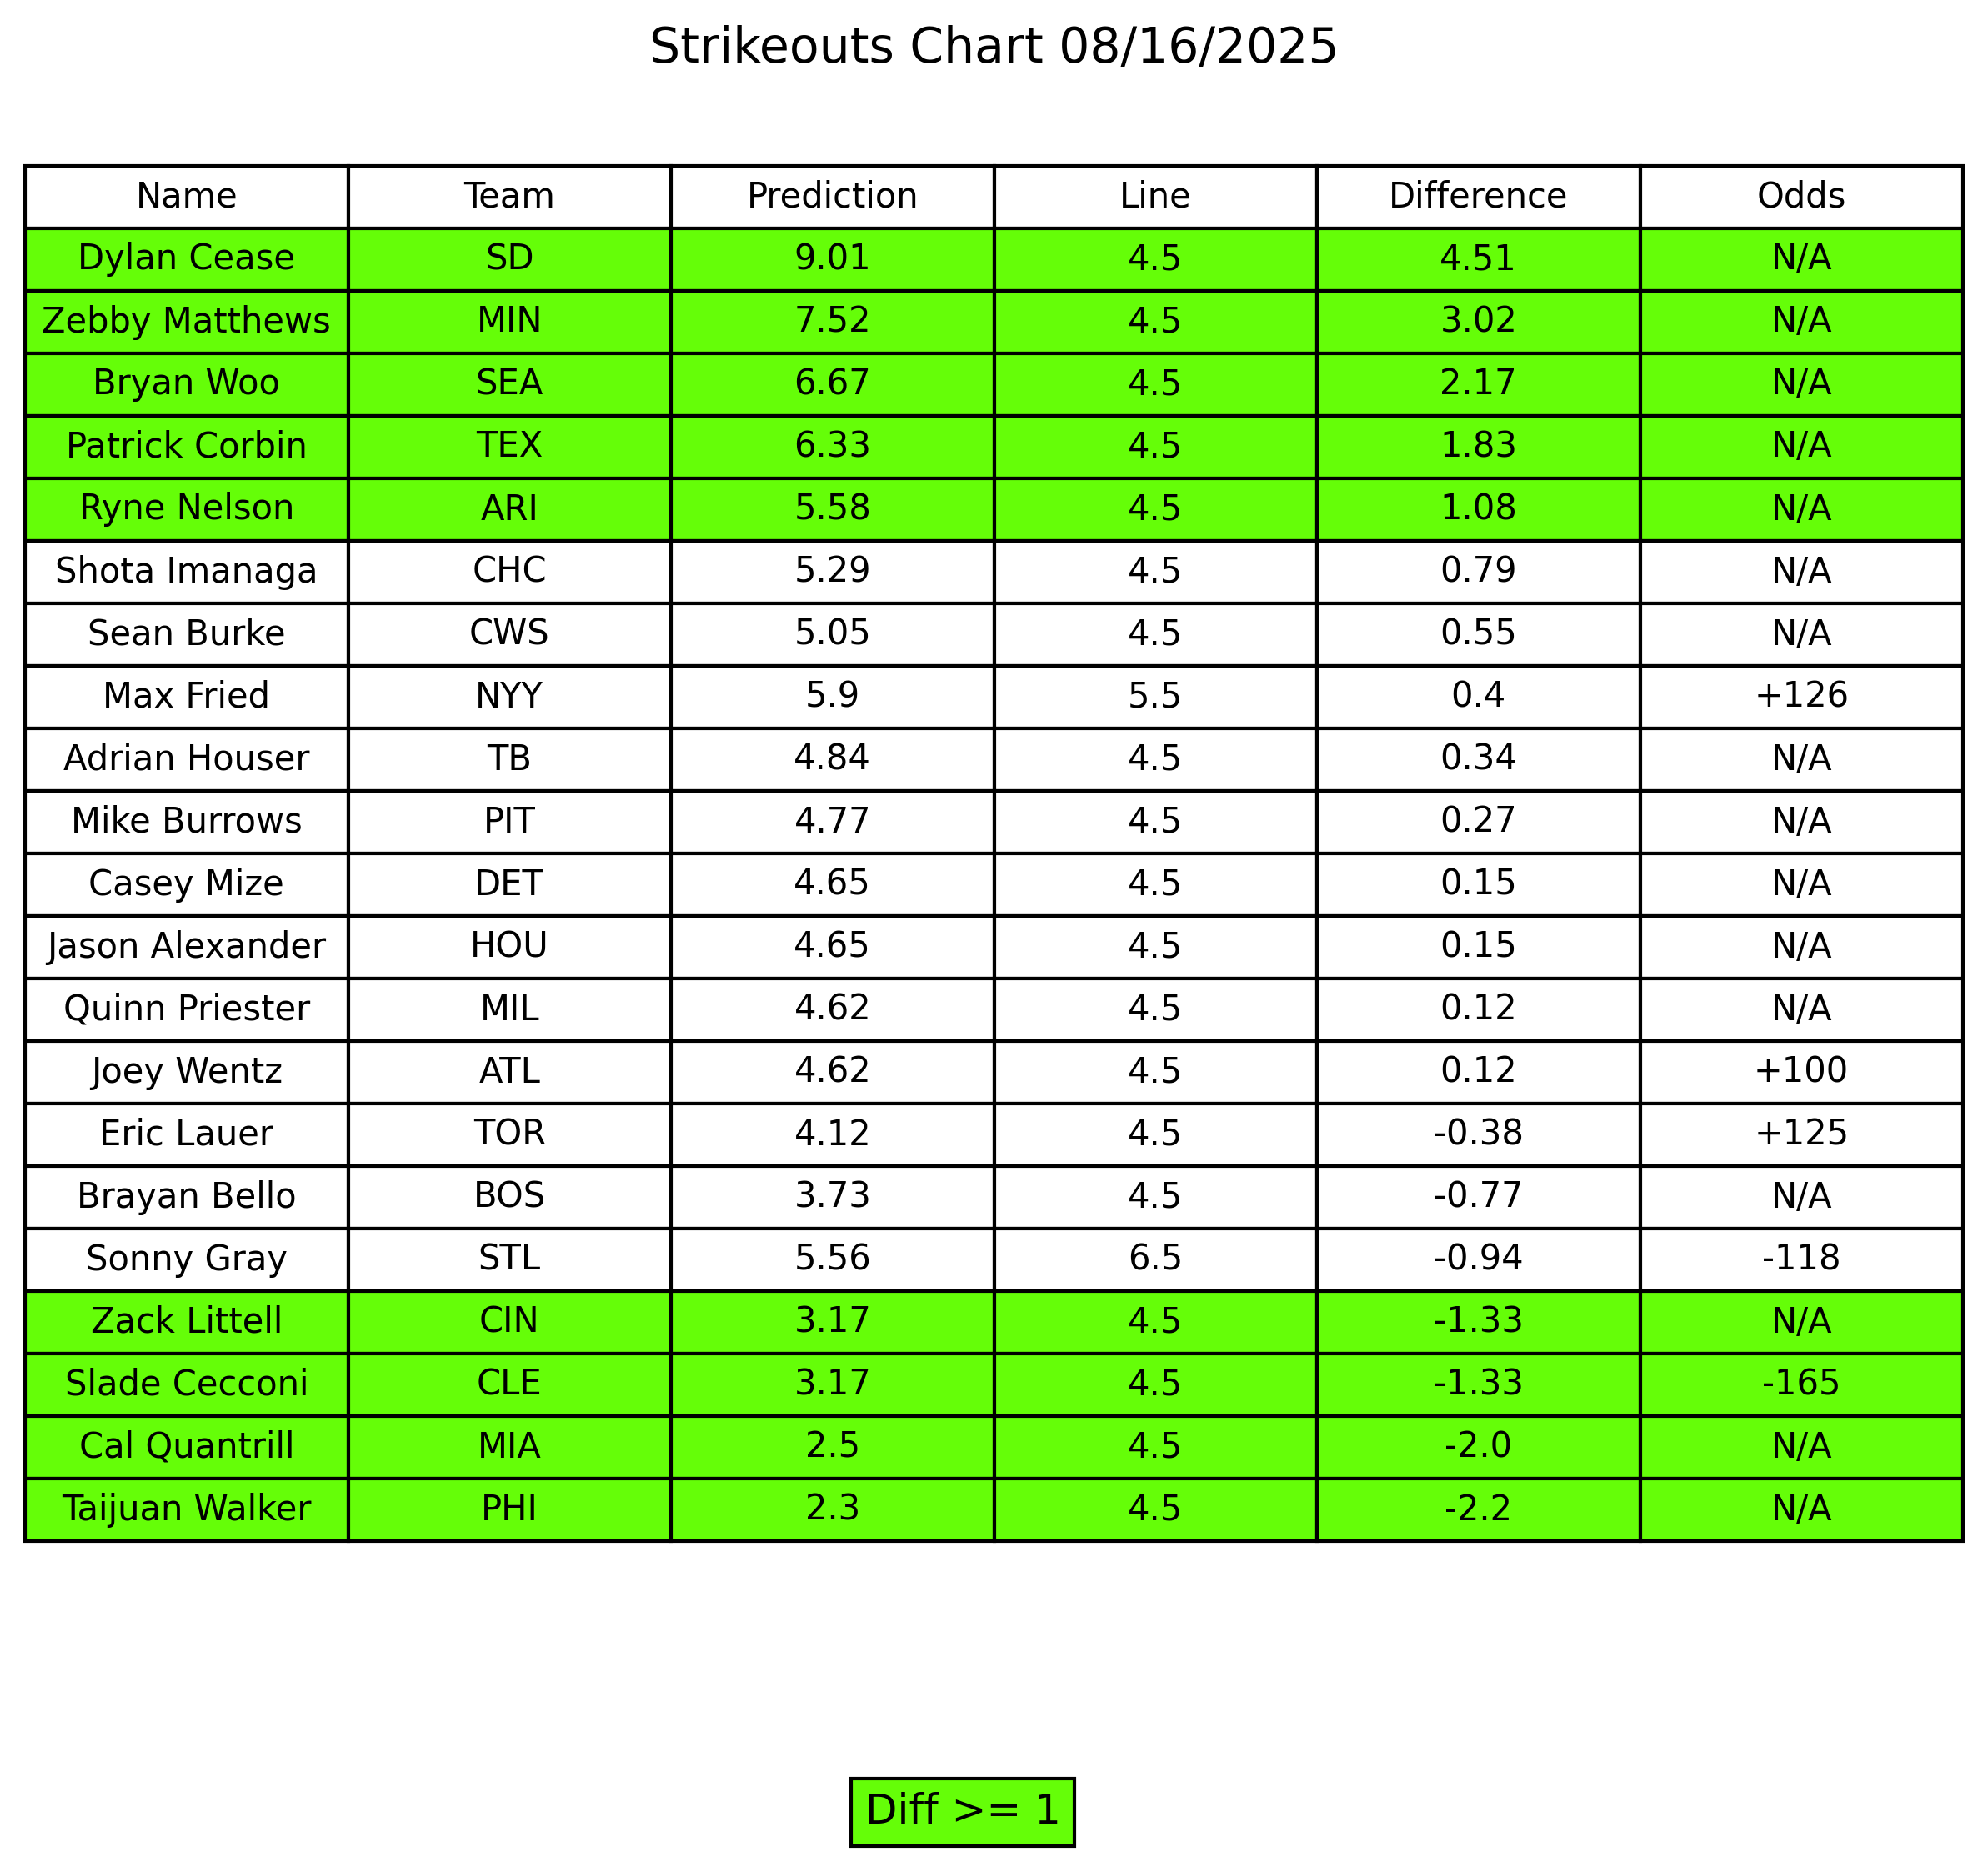 Strikeouts Chart 08/16/2025
Name Team Prediction Line Difference Odds
Dylan Cease SD 9.01 4.5 4.51 N/A
Zebby Matthews MIN 7.52 4.5 3.02 N/A
Bryan Woo SEA 6.67 4.5 2.17 N/A
Patrick Corbin TEX 6.33 4.5 1.83 N/A
Ryne Nelson ARI 5.58 4.5 1.08 N/A
Shota Imanaga CHC 5.29 4.5 0.79 N/A
Sean Burke CWS 5.05 4.5 0.55 N/A
Max Fried NYY 5.9 5.5 0.4 +126
Adrian Houser TB 4.84 4.5 0.34 N/A
Mike Burrows PIT 4.77 4.5 0.27 N/A
Casey Mize DET 4.65 4.5 0.15 N/A
Jason Alexander HOU 4.65 4.5 0.15 N/A
Quinn Priester MIL 4.62 4.5 0.12 N/A
Joey Wentz ATL 4.62 4.5 0.12 +100
Eric Lauer TOR 4.12 4.5 -0.38 +125
Brayan Bello BOS 3.73 4.5 -0.77 N/A
Sonny Gray STL 5.56 6.5 -0.94 -118
Zack Littell CIN 3.17 4.5 -1.33 N/A
Slade Cecconi CLE 3.17 4.5 -1.33 -165
Cal Quantrill MIA 2.5 4.5 -2.0 N/A
Taijuan Walker PHI 2.3 4.5 -2.2 N/A
Diff >= 1